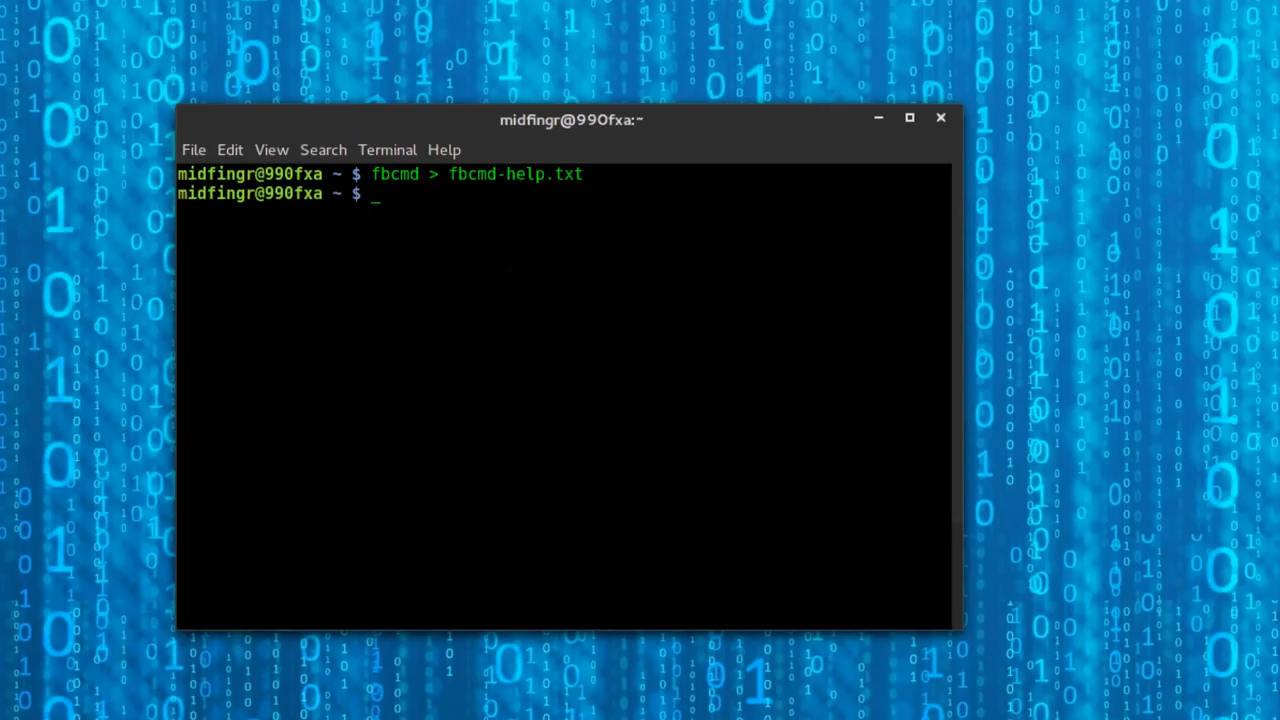 midfingr@990fxa:~
File Edit View Search Terminal Help
midfingr@990fxa ~ $ fbcmd > fbcmd-help.txt
midfingr@990fxa ~ $ _